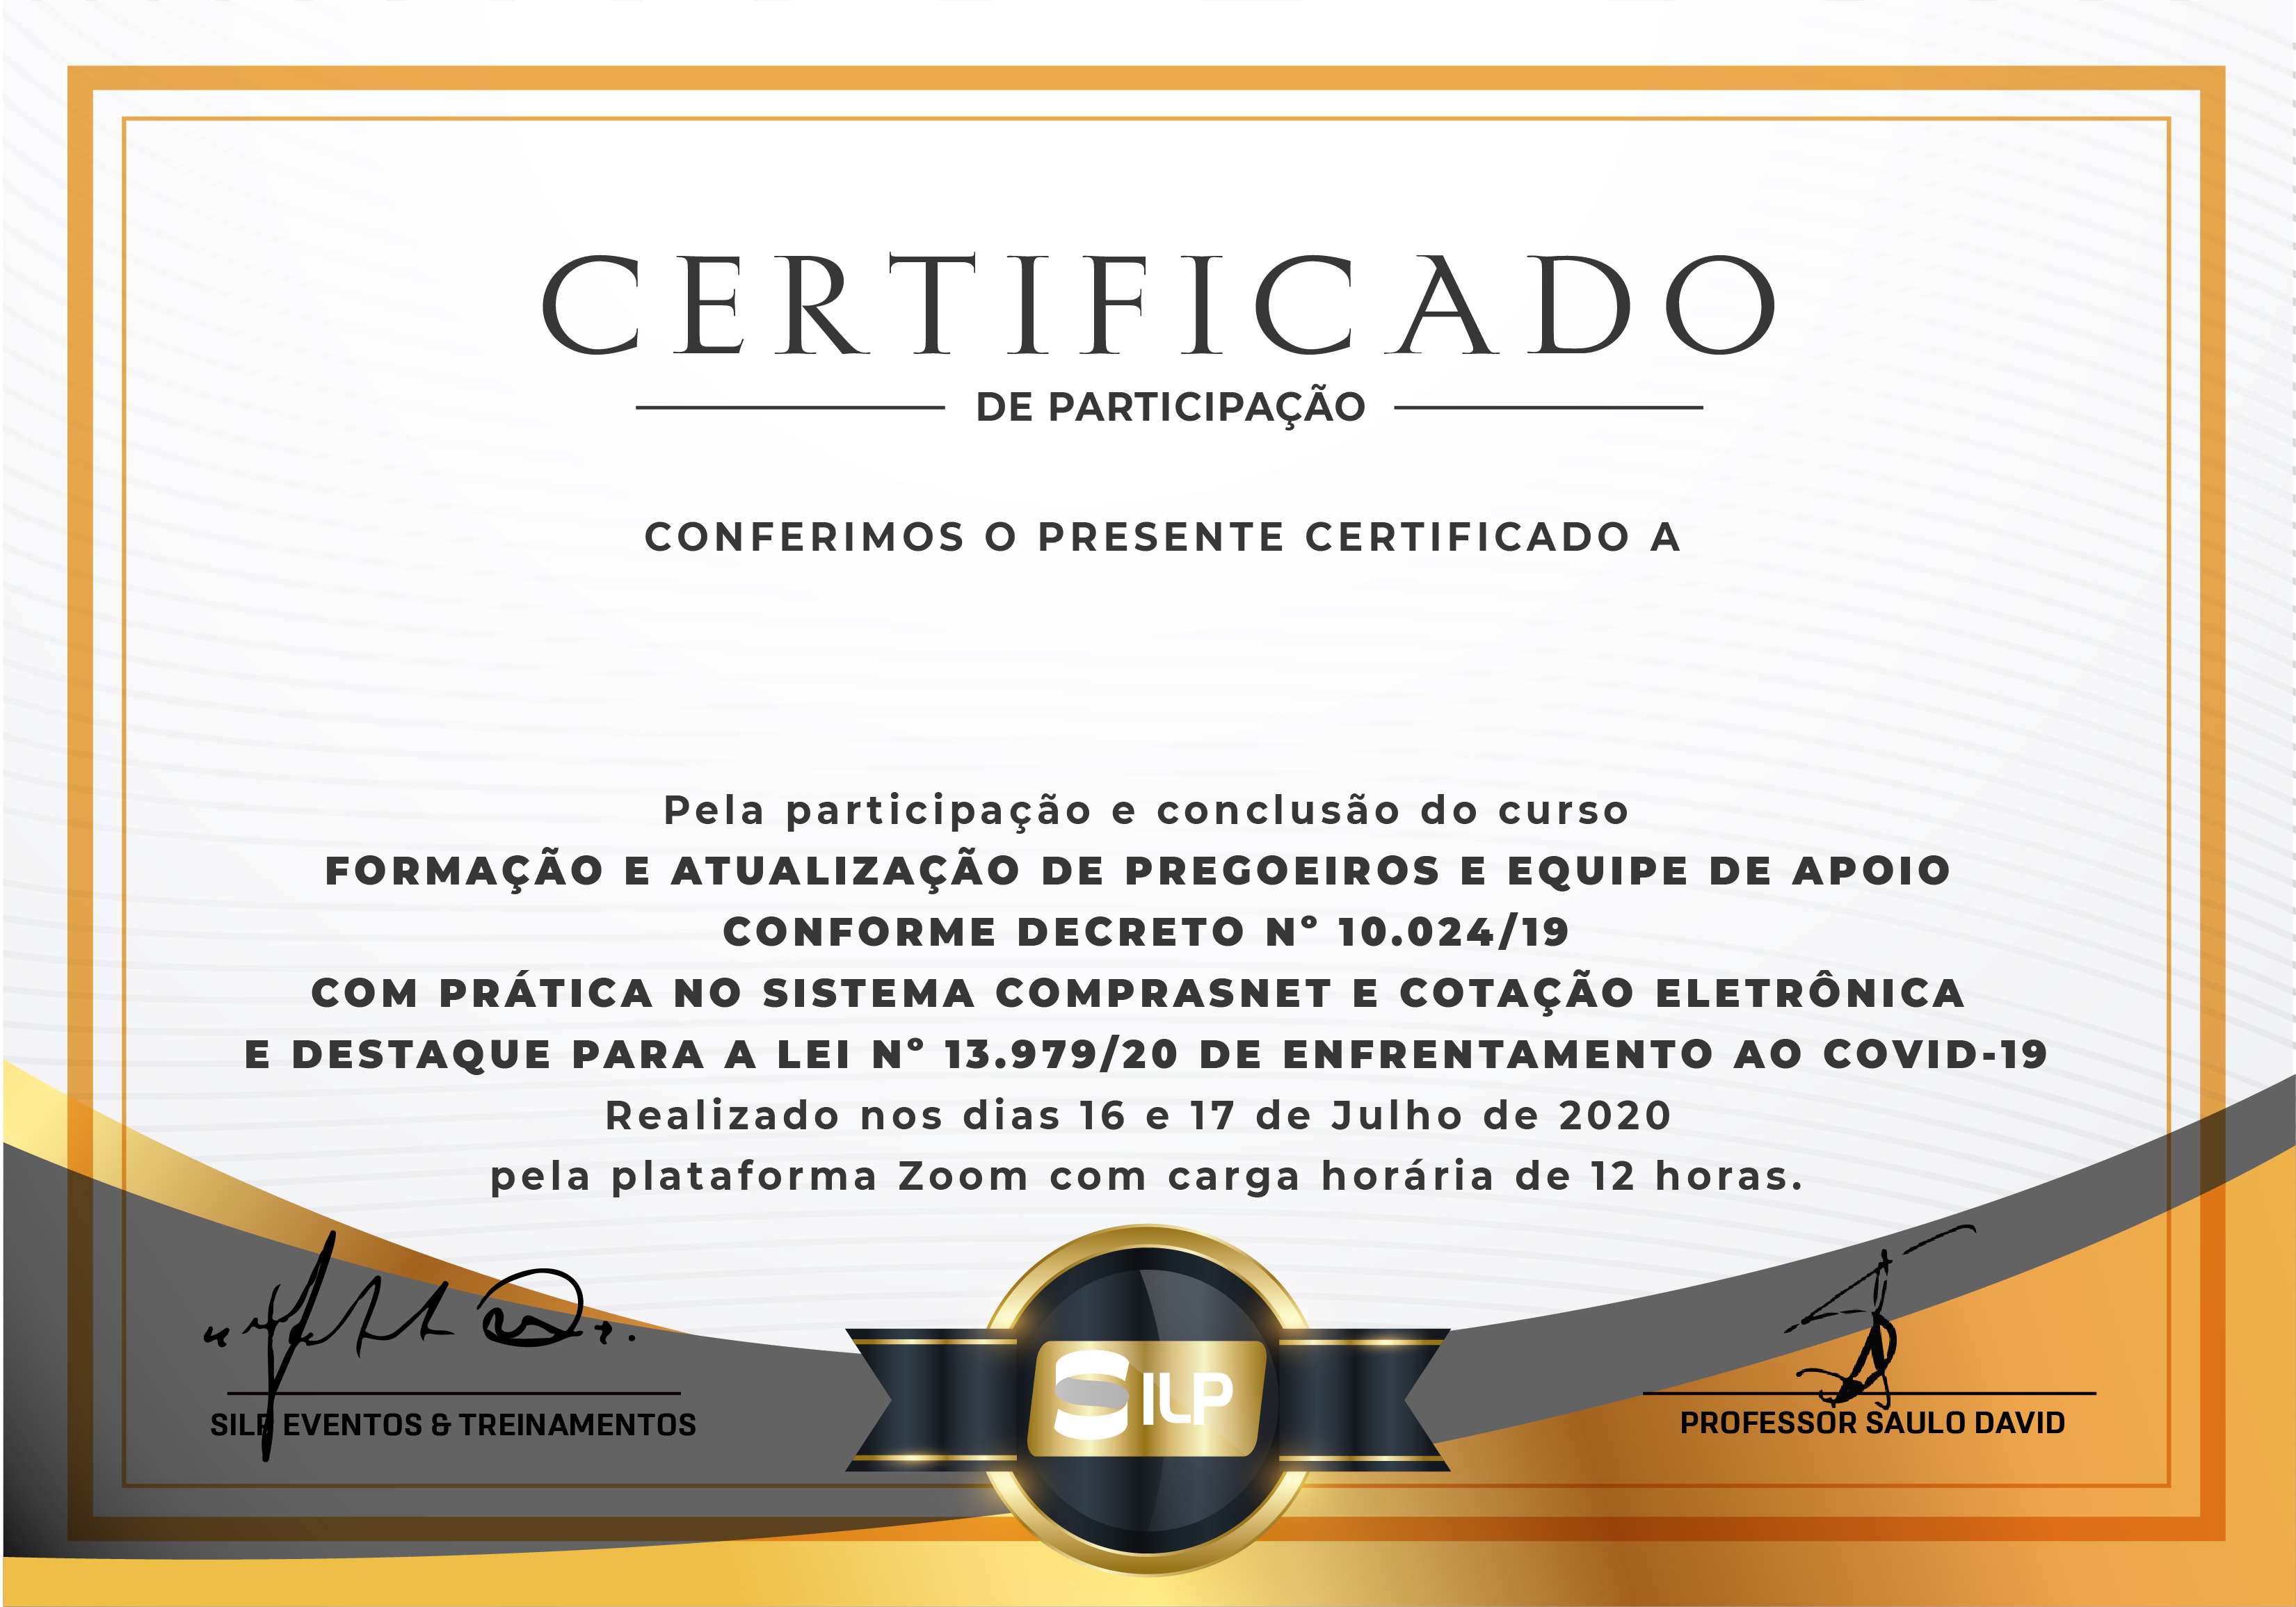 CERTIFICADO
DE PARTICIPAÇÃO
CONFERIMOS O PRESENTE CERTIFICADO A
Pela participação e conclusão do curso
FORMAÇÃO E ATUALIZAÇÃO DE PREGOEIROS E EQUIPE DE APOIO
CONFORME DECRETO Nº 10.024/19
COM PRÁTICA NO SISTEMA COMPRASNET E COTAÇÃO ELETRÔNICA
E DESTAQUE PARA A LEI Nº 13.979/20 DE ENFRENTAMENTO AO COVID-19
Realizado nos dias 16 e 17 de Julho de 2020
pela plataforma Zoom com carga horária de 12 horas.
SILP EVENTOS & TREINAMENTOS
SILP
PROFESSOR SAULO DAVID